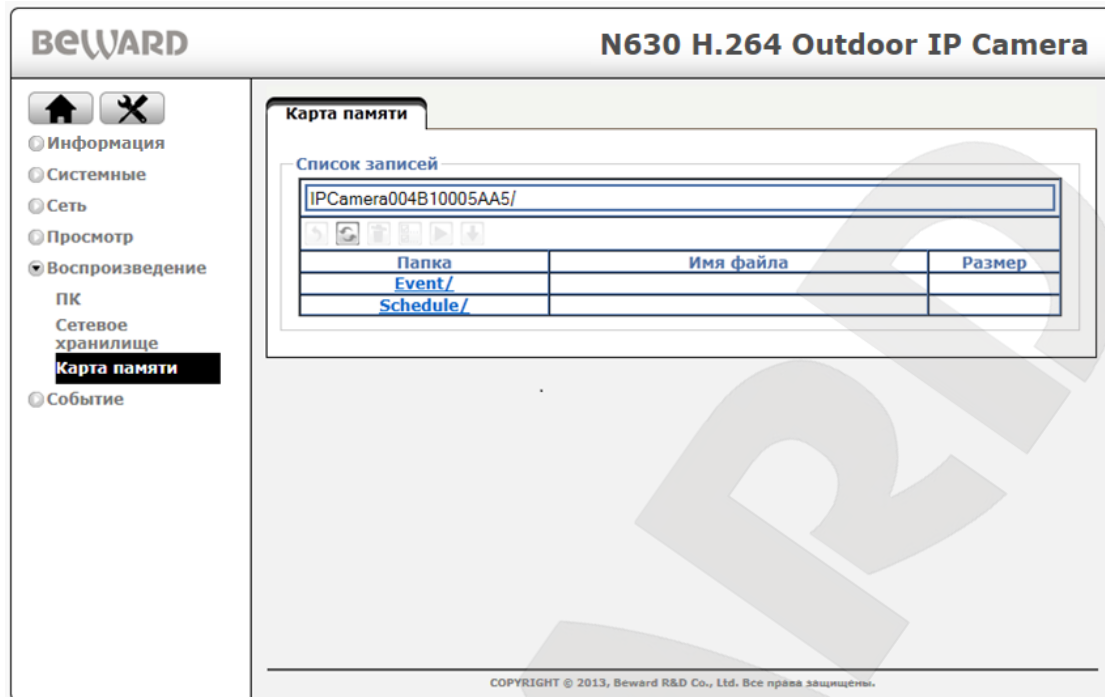 BEWARD
N630 H.264 Outdoor IP Camera
Информация
Системные
Сеть
Просмотр
Воспроизведение
ПК
Сетевое
хранилище
Карта памяти
Событие
Карта памяти
Список записей
IPCamera004B10005AA5/
Папка Имя файла Размер
Event/
Schedule/
COPYRIGHT © 2013, Beward R&D Co., Ltd. Все права защищены.